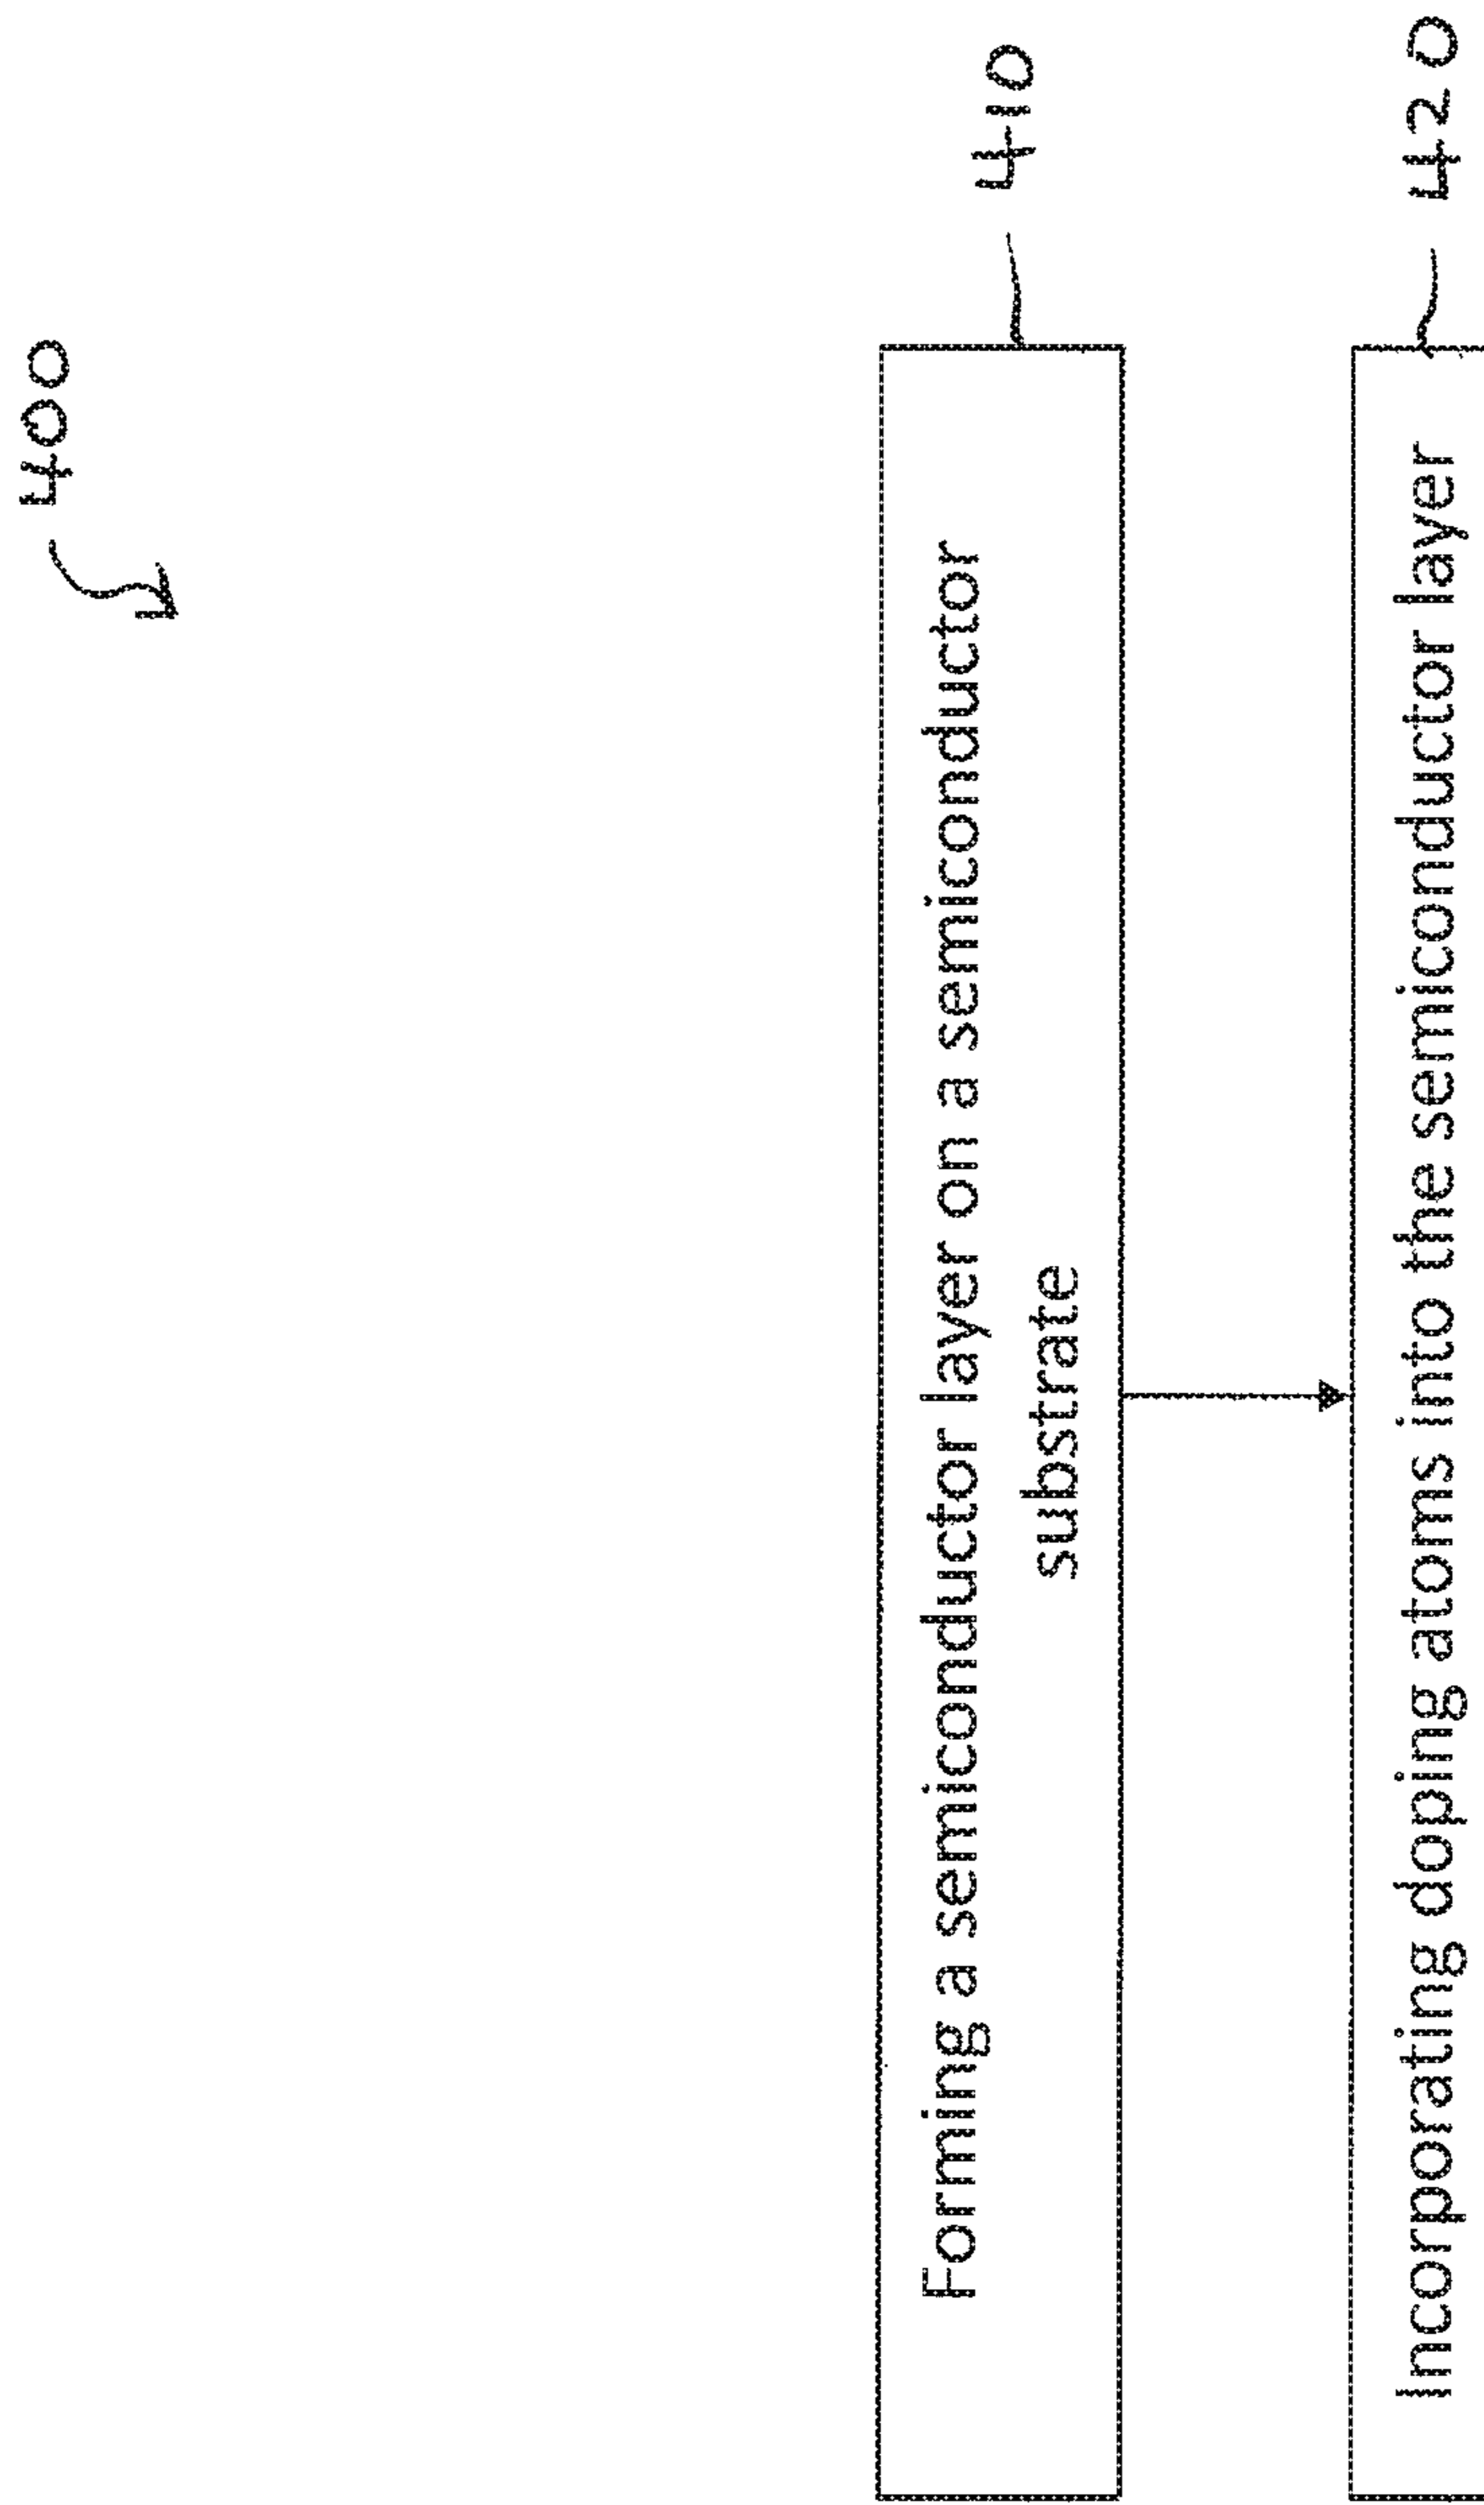 400
410
Forming a semiconductor layer on a semiconductor
substrate
420
incorporating doping atoms into the semiconductor layer